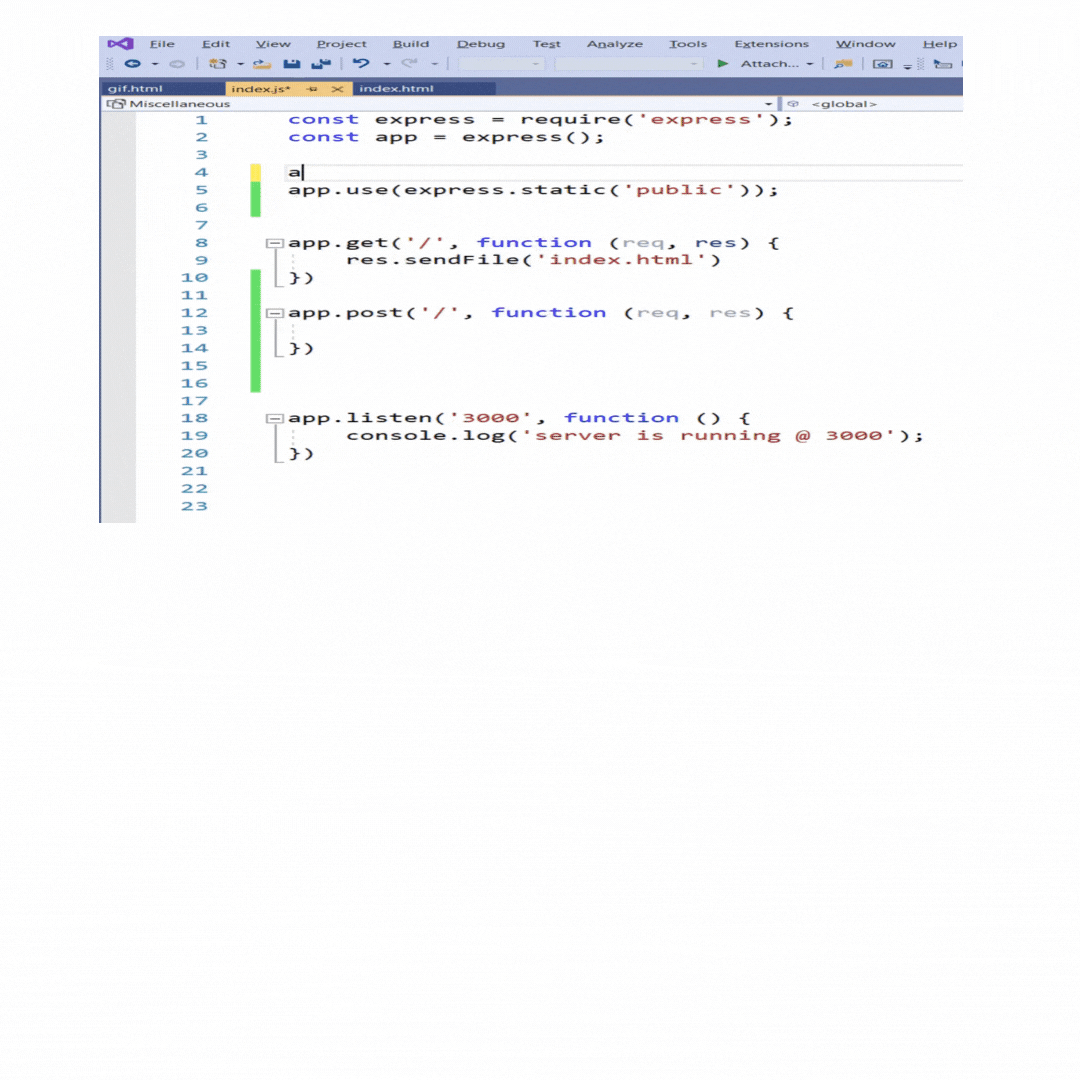 File Edit View Project Build Debug Test Analyze Tools Extensions Window Help
Attach...
gif.html index.js* index.html
Miscellaneous <global>
1 const express = require('express');
2 const app = express();
3
4 a
5 app.use(express.static('public'));
6
7
8 app.get('/', function (req, res) {
9 res.sendFile('index.html')
10 })
11
12 app.post('/', function (req, res) {
13
14 })
15
16
17
18 app.listen('3000', function () {
19 console.log('server is running @ 3000');
20 })
21
22
23